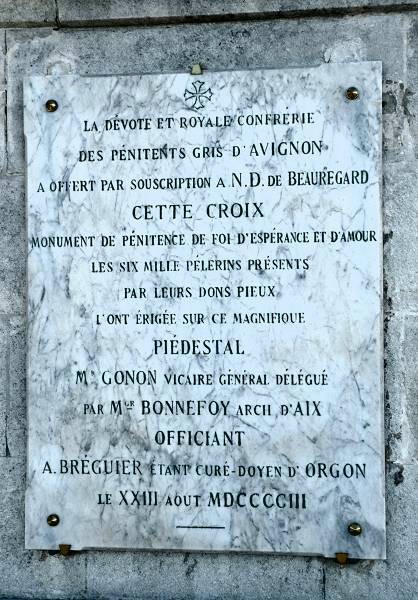 LA DÉVOTE ET ROYALE CONFRÉRIE
DES PÉNITENTS GRIS D'AVIGNON
A OFFERT PAR SOUSCRIPTION A N.D. DE BEAUREGARD
CETTE CROIX
MONUMENT DE PÉNITENCE DE FOI D'ESPÉRANCE ET D'AMOUR
LES SIX MILLE PÉLERINS PRÉSENTS
PAR LEURS DONS PIEUX
L'ONT ÉRIGÉE SUR CE MAGNIFIQUE
PIÉDESTAL
MR GONON VICAIRE GÉNÉRAL DÉLÉGUÉ
PAR MGR BONNEFOY ARCH D'AIX
OFFICIANT
A. BRÉGUIER ÉTANT CURÉ-DOYEN D'ORGON
LE XXIII AOUT MDCCCCIII